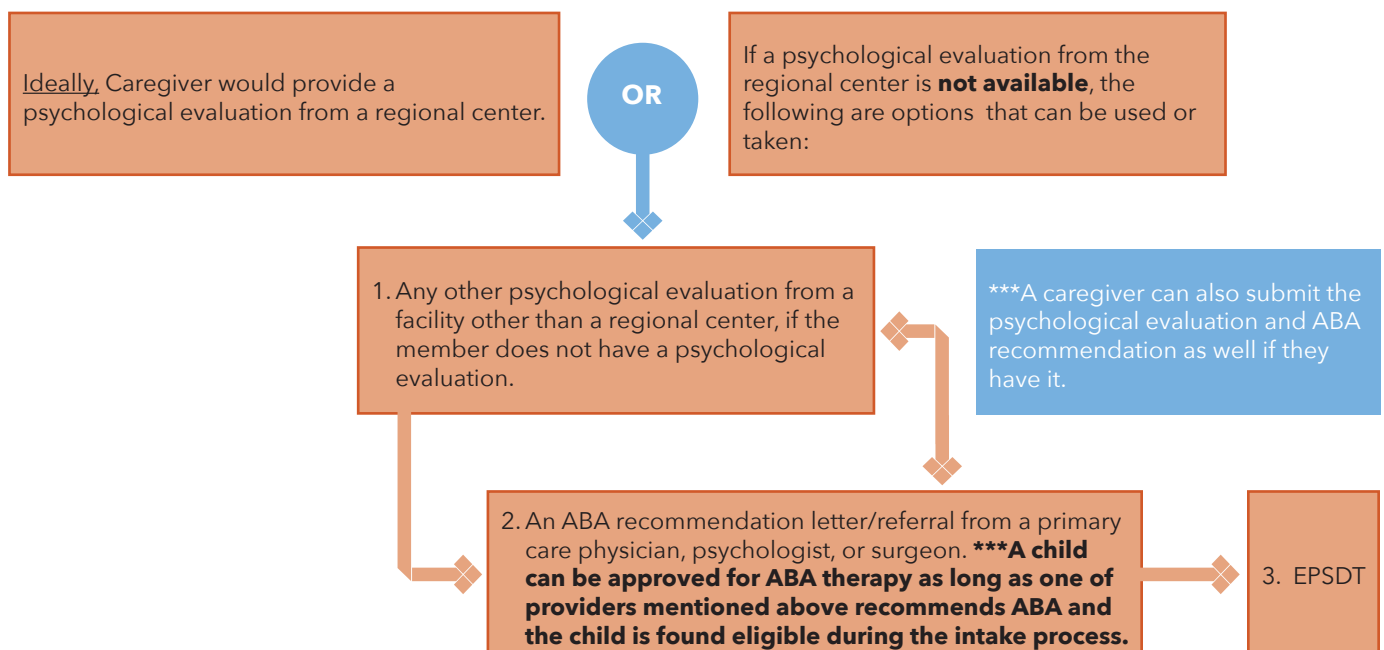 Ideally, Caregiver would provide a
psychological evaluation from a regional center.
OR
If a psychological evaluation from the
regional center is not available, the
following are options that can be used or
taken:
1. Any other psychological evaluation from a
facility other than a regional center, if the
member does not have a psychological
evaluation.
***A caregiver can also submit the
psychological evaluation and ABA
recommendation as well if they
have it.
2. An ABA recommendation letter/referral from a primary
care physician, psychologist, or surgeon. ***A child
can be approved for ABA therapy as long as one of
providers mentioned above recommends ABA and
the child is found eligible during the intake process.
3. EPSDT